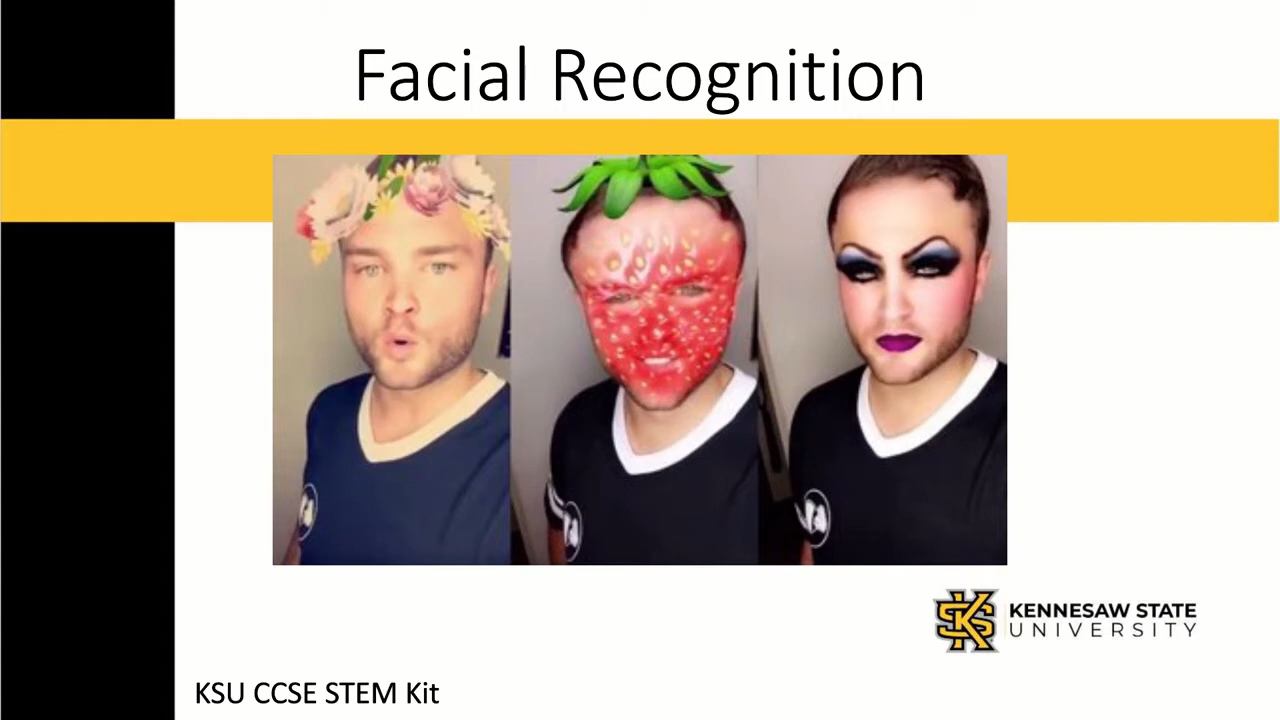 Facial Recognition
KENNESAW STATE
UNIVERSITY
KSU CCSE STEM Kit